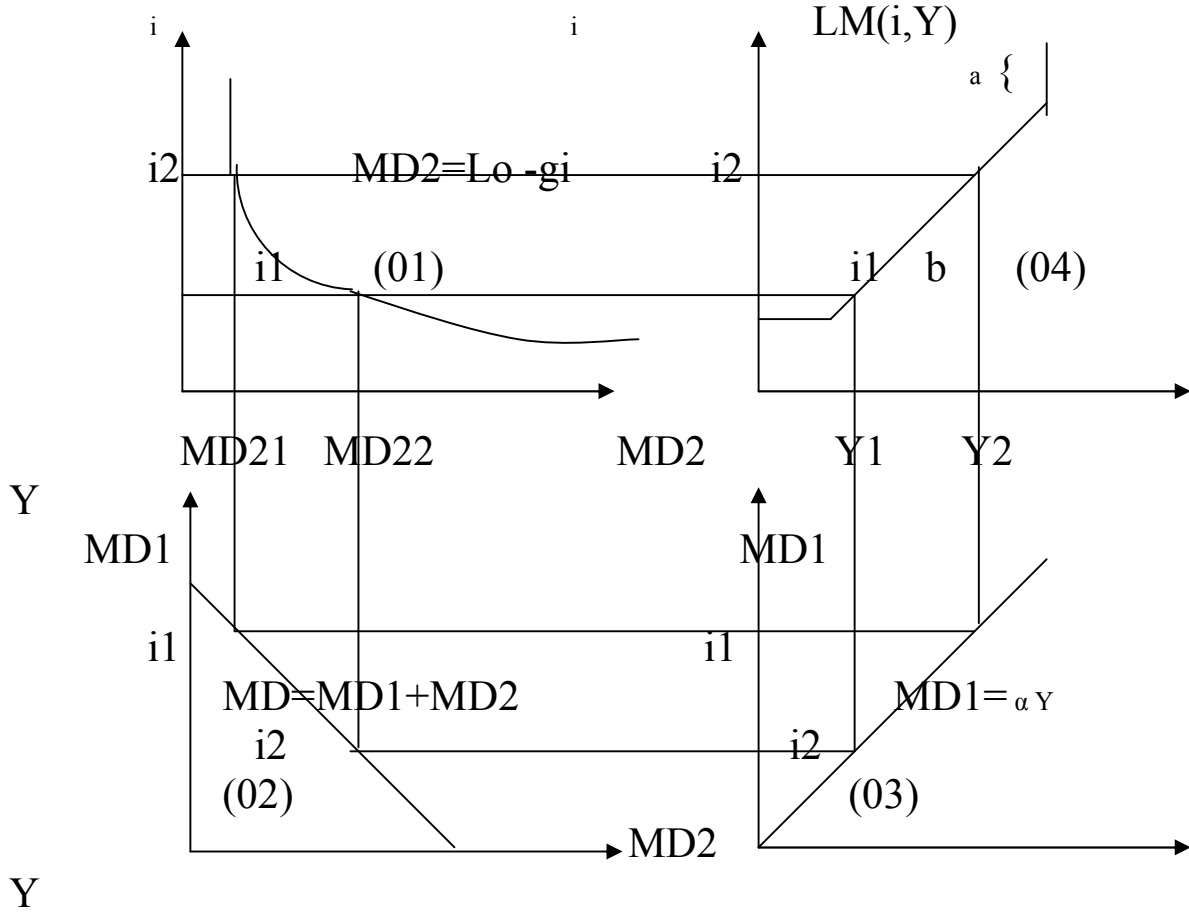 i i LM(i,Y)
a {
i2 MD2=Lo -gi i2
i1 (01) i1 b (04)
MD21 MD22 MD2 Y1 Y2
Y
MD1 MD1
i1 i1
MD=MD1+MD2 MD1= α Y
i2 i2
(02) (03)
MD2
Y